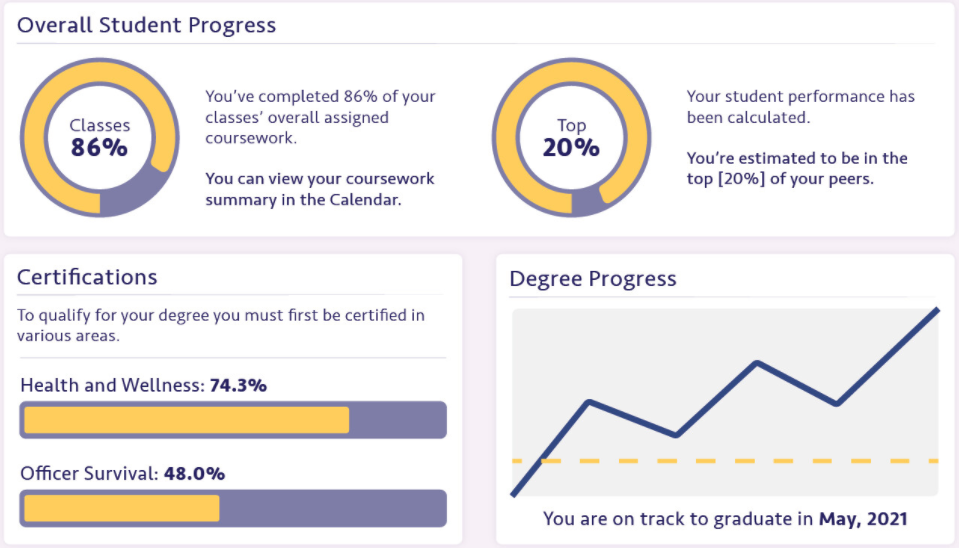 Overall Student Progress
Classes
86%
You’ve completed 86% of your
classes’ overall assigned
coursework.
You can view your coursework
summary in the Calendar.
Top
20%
Your student performance has
been calculated.
You’re estimated to be in the
top [20%] of your peers.
Certifications
To qualify for your degree you must first be certified in
various areas.
Health and Wellness: 74.3%
Officer Survival: 48.0%
Degree Progress
You are on track to graduate in May, 2021